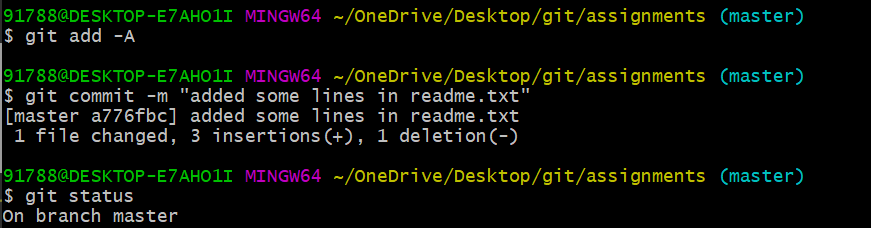 91788@DESKTOP-E7AHO1I MINGW64 ~/OneDrive/Desktop/git/assignments (master)
$ git add -A
91788@DESKTOP-E7AHO1I MINGW64 ~/OneDrive/Desktop/git/assignments (master)
$ git commit -m "added some lines in readme.txt"
[master a776fbc] added some lines in readme.txt
 1 file changed, 3 insertions(+), 1 deletion(-)
91788@DESKTOP-E7AHO1I MINGW64 ~/OneDrive/Desktop/git/assignments (master)
$ git status
On branch master